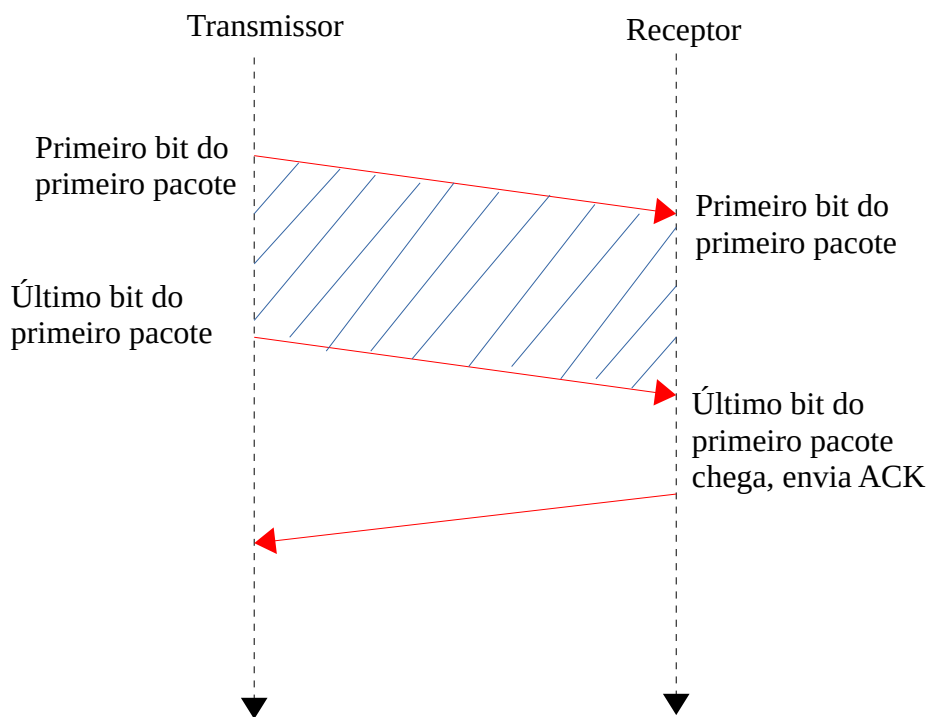 Transmissor
Receptor
Primeiro bit do
primeiro pacote
Primeiro bit do
primeiro pacote
Último bit do
primeiro pacote
Último bit do
primeiro pacote
chega, envia ACK